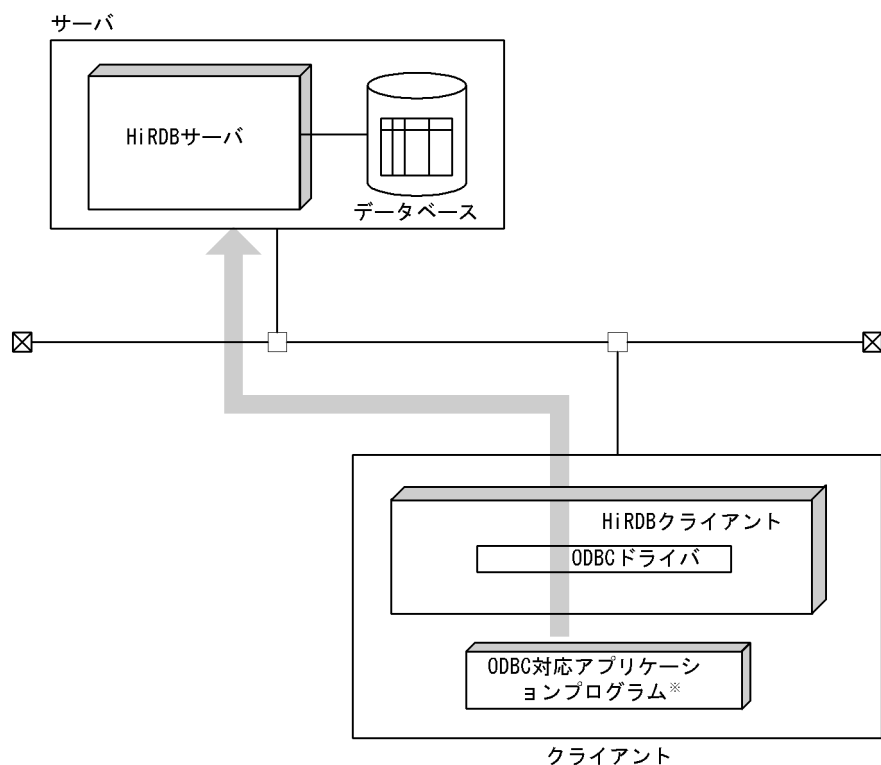 サーバ
HiRDBサーバ
データベース
HiRDBクライアント
ODBCドライバ
ODBC対応アプリケーシ
ョンプログラム※
クライアント